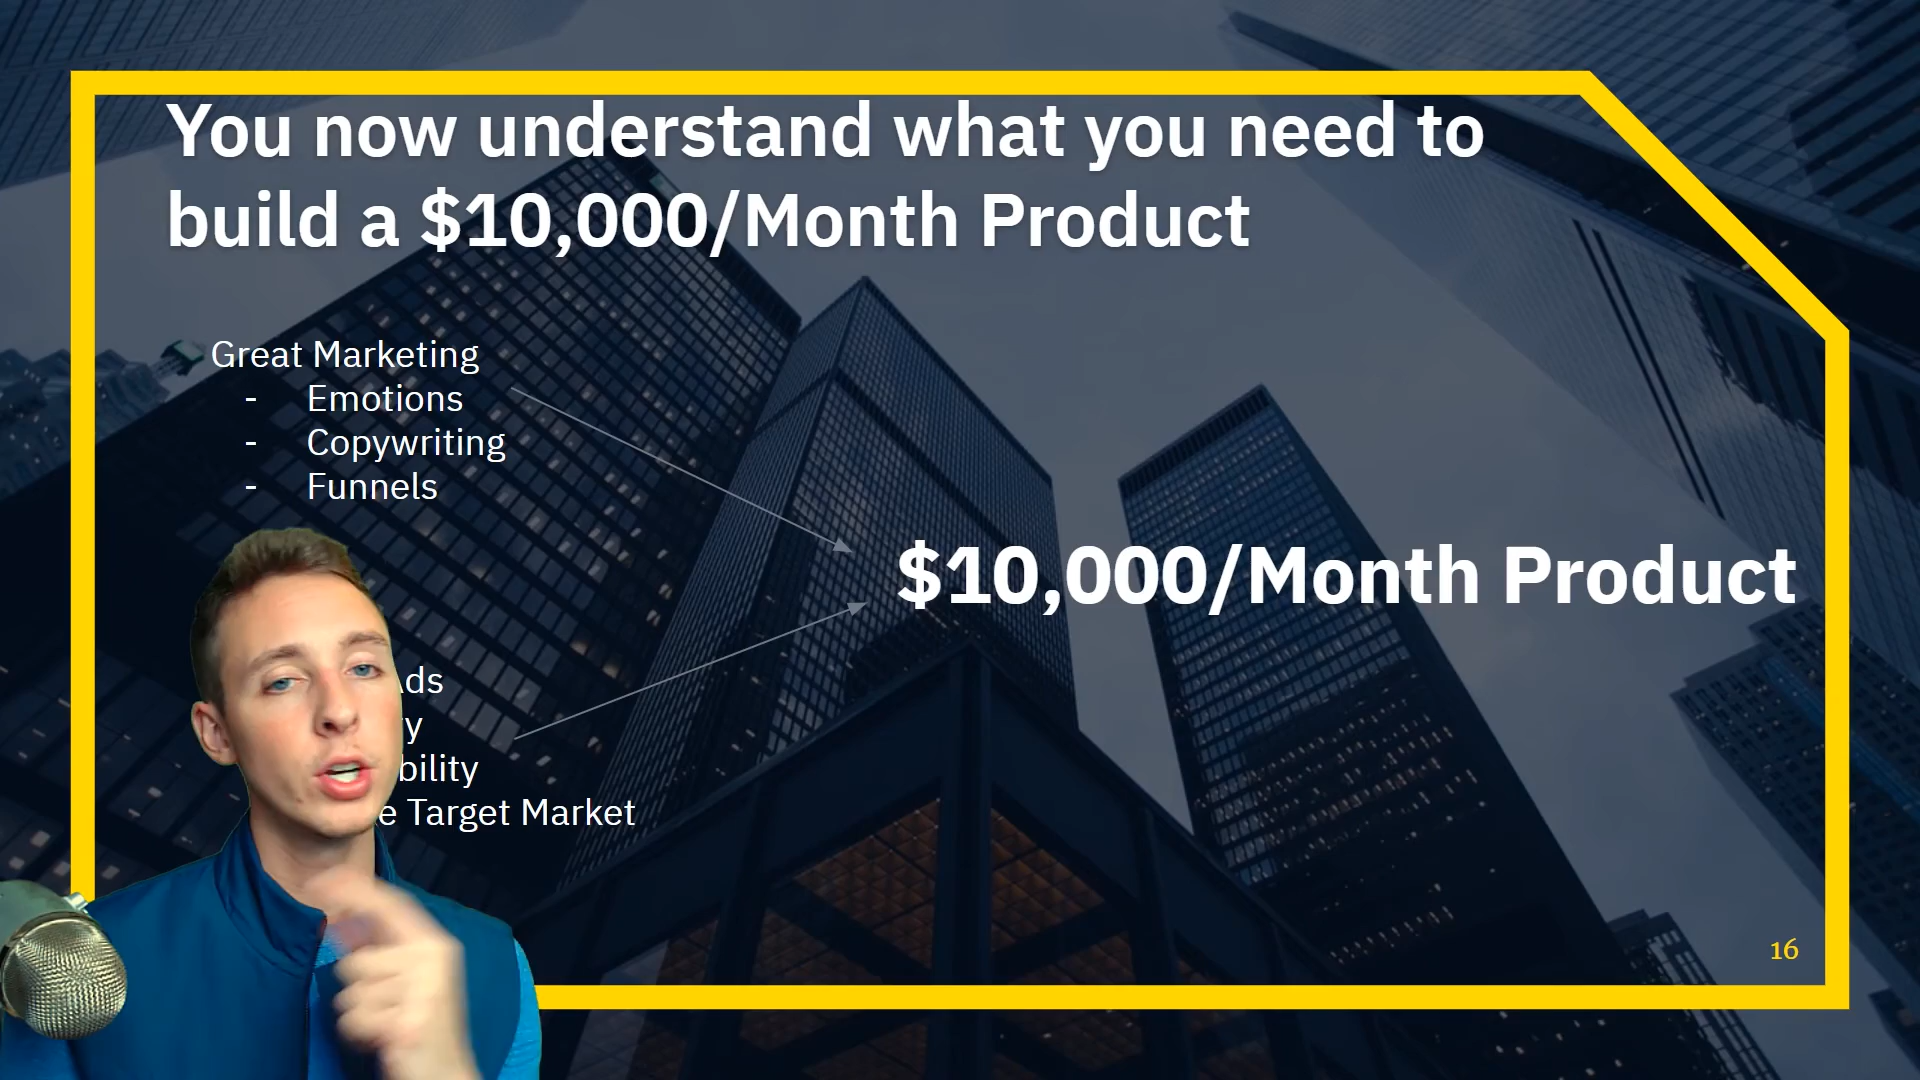 You now understand what you need to
build a $10,000/Month Product
Great Marketing
- Emotions
- Copywriting
- Funnels
$10,000/Month Product
Target Market
16